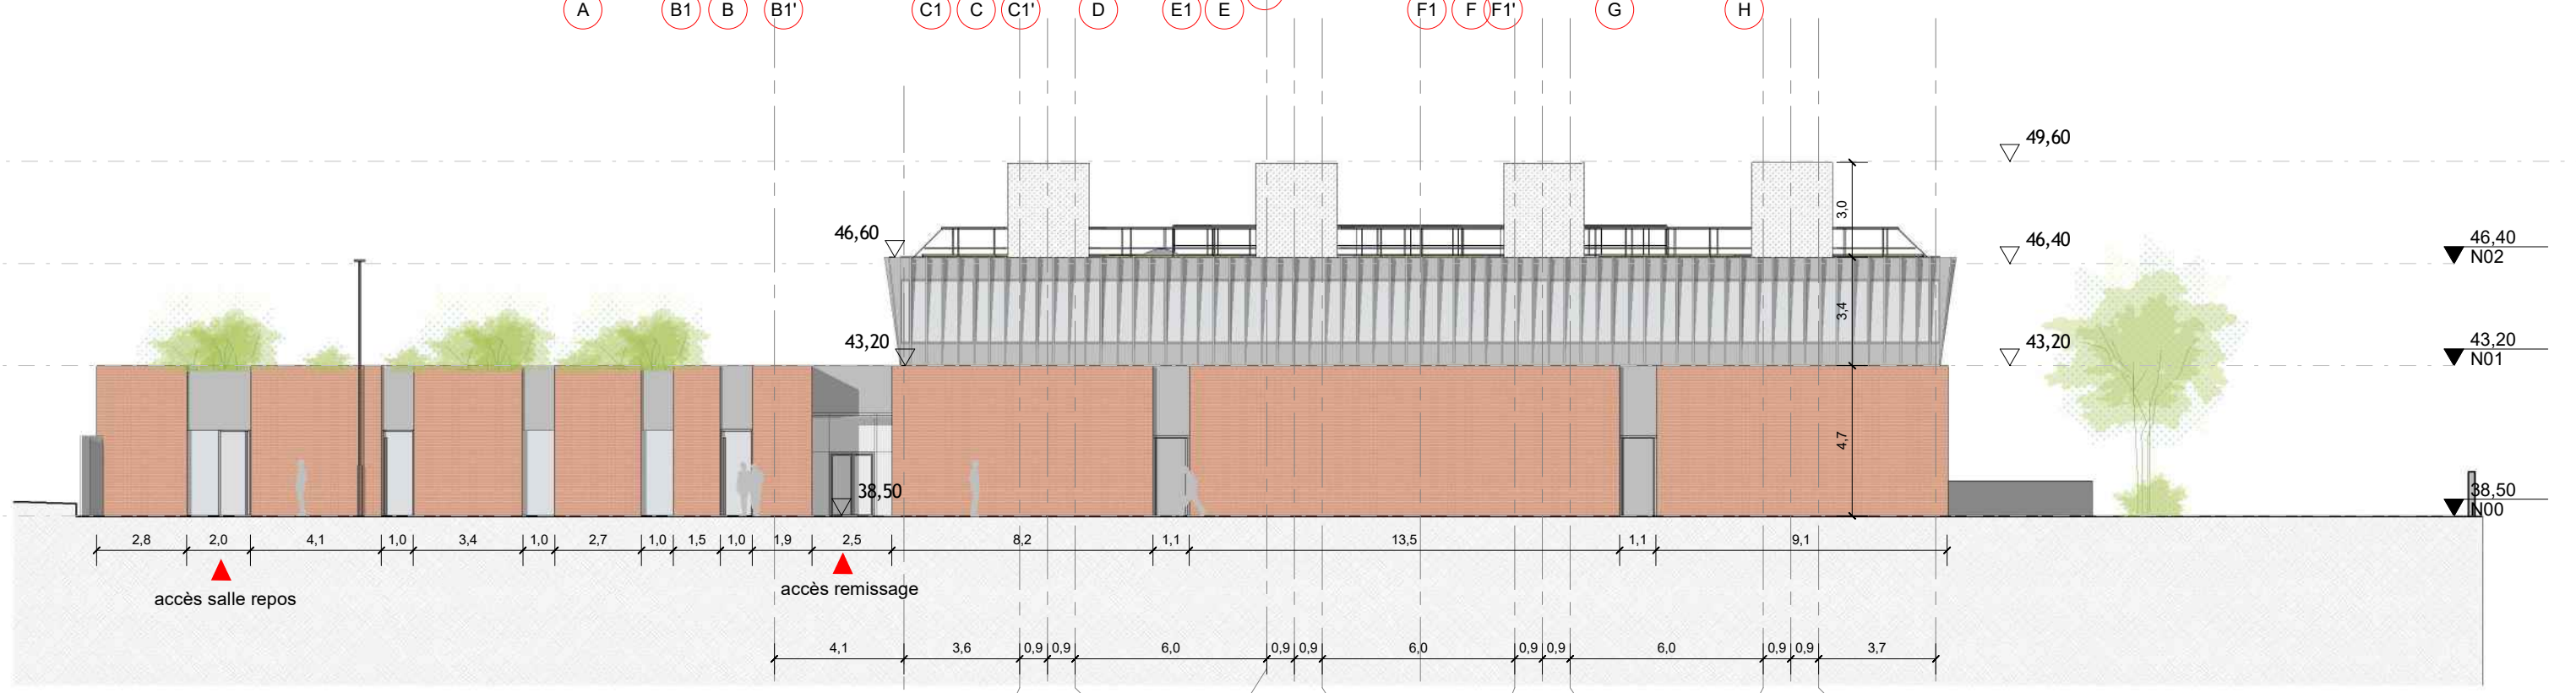 A B1 B B1' C1 C C1' D E1 E F1 F F1' G H
49,60
3,0
46,60
46,40
46,40
N02
3,4
43,20
43,20
43,20
N01
4,7
38,50
38,50
N00
2,8 2,0 4,1 1,0 3,4 1,0 2,7 1,0 1,5 1,0 1,9 2,5 8,2 1,1 13,5 1,1 9,1
accès salle repos
accès remissage
4,1 3,6 0,9 0,9 6,0 0,9 0,9 6,0 0,9 0,9 6,0 0,9 0,9 3,7